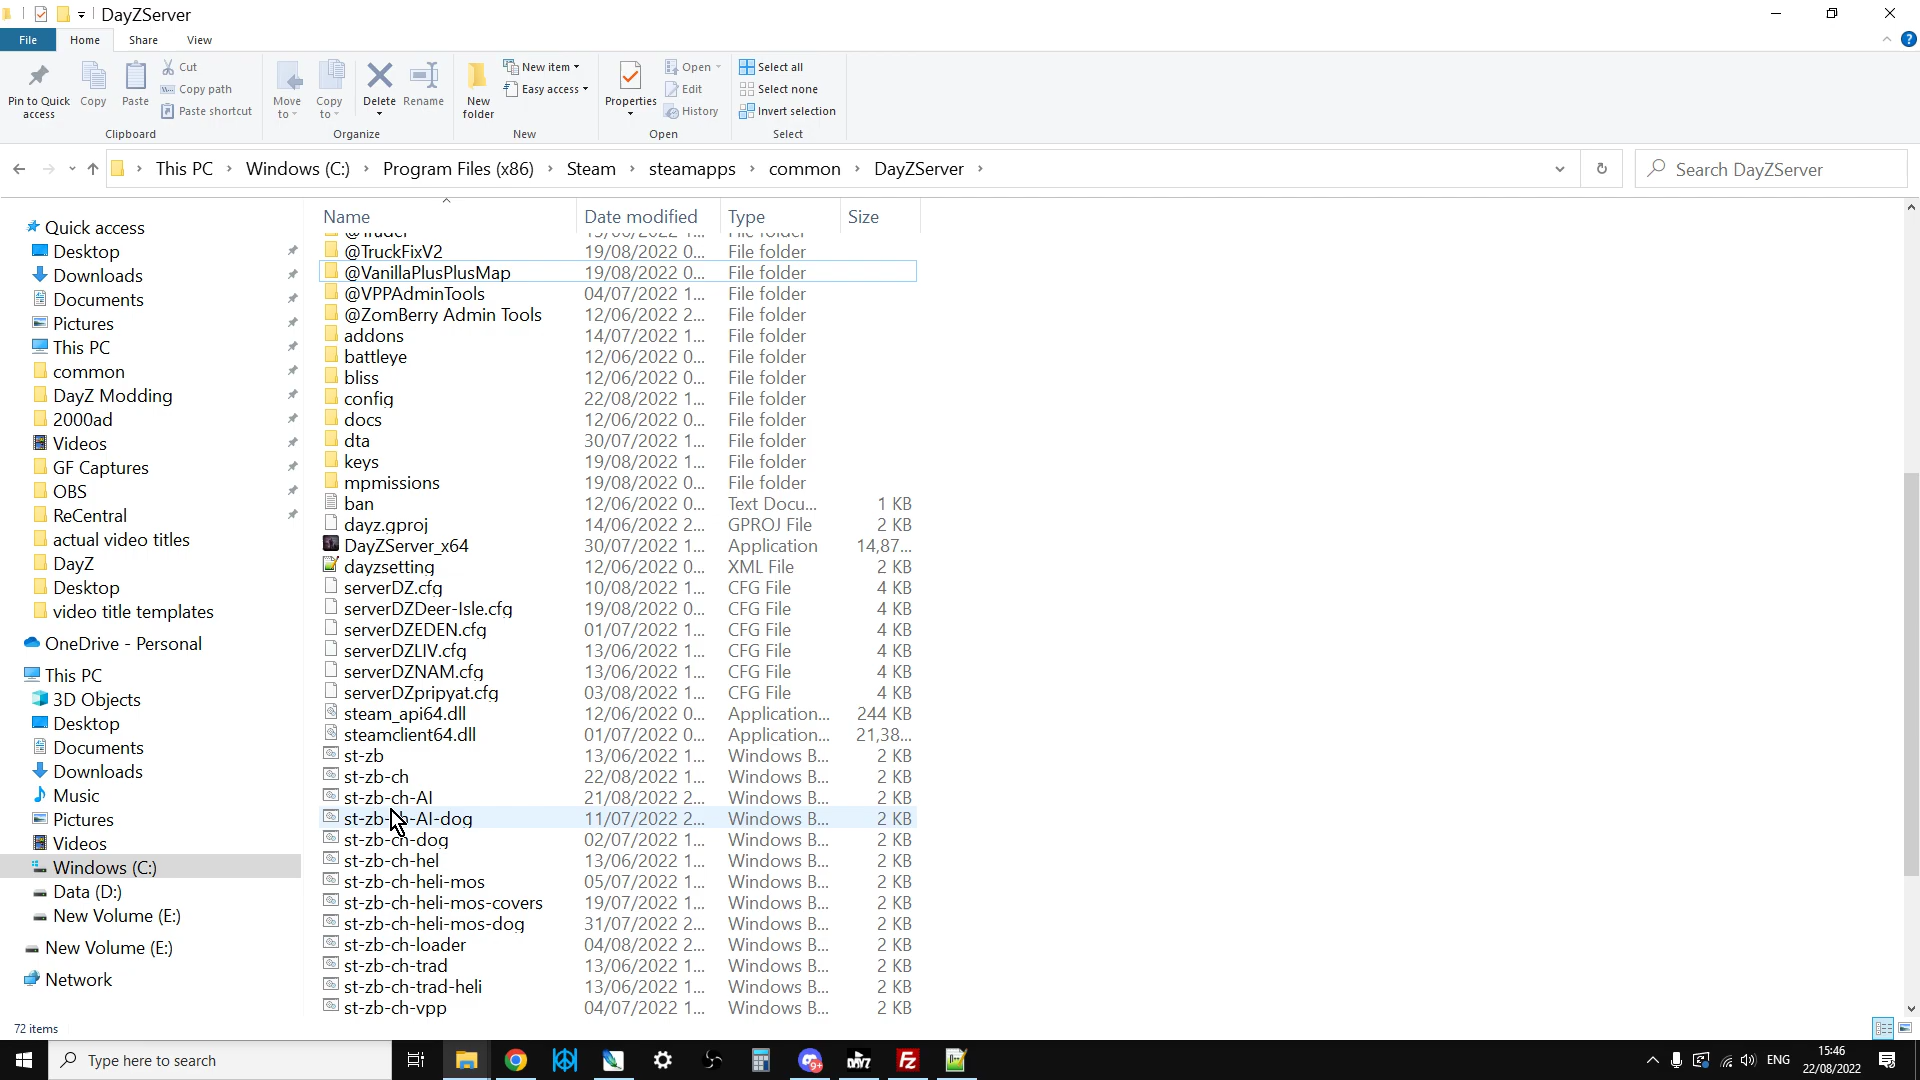 DayZServer
File Home Share View
Pin to Quick access
Copy
Paste
Cut
Copy path
Paste shortcut
Clipboard
Move to
Copy to
Delete
Rename
Organize
New folder
New item
Easy access
New
Properties
Open
Edit
History
Open
Select all
Select none
Invert selection
Select
This PC › Windows (C:) › Program Files (x86) › Steam › steamapps › common › DayZServer ›
Search DayZServer
Quick access
Desktop
Downloads
Documents
Pictures
This PC
common
DayZ Modding
2000ad
Videos
GF Captures
OBS
ReCentral
actual video titles
DayZ
Desktop
video title templates
OneDrive - Personal
This PC
3D Objects
Desktop
Documents
Downloads
Music
Pictures
Videos
Windows (C:)
Data (D:)
New Volume (E:)
New Volume (E:)
Network
Name Date modified Type Size
@TruckFixV2 19/08/2022 0... File folder
@VanillaPlusPlusMap 19/08/2022 0... File folder
@VPPAdminTools 04/07/2022 1... File folder
@ZomBerry Admin Tools 12/06/2022 2... File folder
addons 14/07/2022 1... File folder
battleye 12/06/2022 0... File folder
bliss 12/06/2022 0... File folder
config 22/08/2022 1... File folder
docs 12/06/2022 0... File folder
dta 30/07/2022 1... File folder
keys 19/08/2022 1... File folder
mpmissions 19/08/2022 0... File folder
ban 12/06/2022 0... Text Docu... 1 KB
dayz.gproj 14/06/2022 2... GPROJ File 2 KB
DayZServer_x64 30/07/2022 1... Application 14,87...
dayzsetting 12/06/2022 0... XML File 2 KB
serverDZ.cfg 10/08/2022 1... CFG File 4 KB
serverDZDeer-Isle.cfg 19/08/2022 0... CFG File 4 KB
serverDZEDEN.cfg 01/07/2022 1... CFG File 4 KB
serverDZLIV.cfg 13/06/2022 1... CFG File 4 KB
serverDZNAM.cfg 13/06/2022 1... CFG File 4 KB
serverDZpripyat.cfg 03/08/2022 1... CFG File 4 KB
steam_api64.dll 12/06/2022 0... Application... 244 KB
steamclient64.dll 01/07/2022 0... Application... 21,38...
st-zb 13/06/2022 1... Windows B... 2 KB
st-zb-ch 22/08/2022 1... Windows B... 2 KB
st-zb-ch-AI 21/08/2022 2... Windows B... 2 KB
11/07/2022 2... Windows B... 2 KB
st-zb-ch-dog 02/07/2022 1... Windows B... 2 KB
st-zb-ch-hel 13/06/2022 1... Windows B... 2 KB
st-zb-ch-heli-mos 05/07/2022 1... Windows B... 2 KB
st-zb-ch-heli-mos-covers 19/07/2022 1... Windows B... 2 KB
st-zb-ch-heli-mos-dog 31/07/2022 2... Windows B... 2 KB
st-zb-ch-loader 04/08/2022 2... Windows B... 2 KB
st-zb-ch-trad 13/06/2022 1... Windows B... 2 KB
st-zb-ch-trad-heli 13/06/2022 1... Windows B... 2 KB
st-zb-ch-vpp 04/07/2022 1... Windows B... 2 KB
72 items
Type here to search
ENG
15:46
22/08/2022